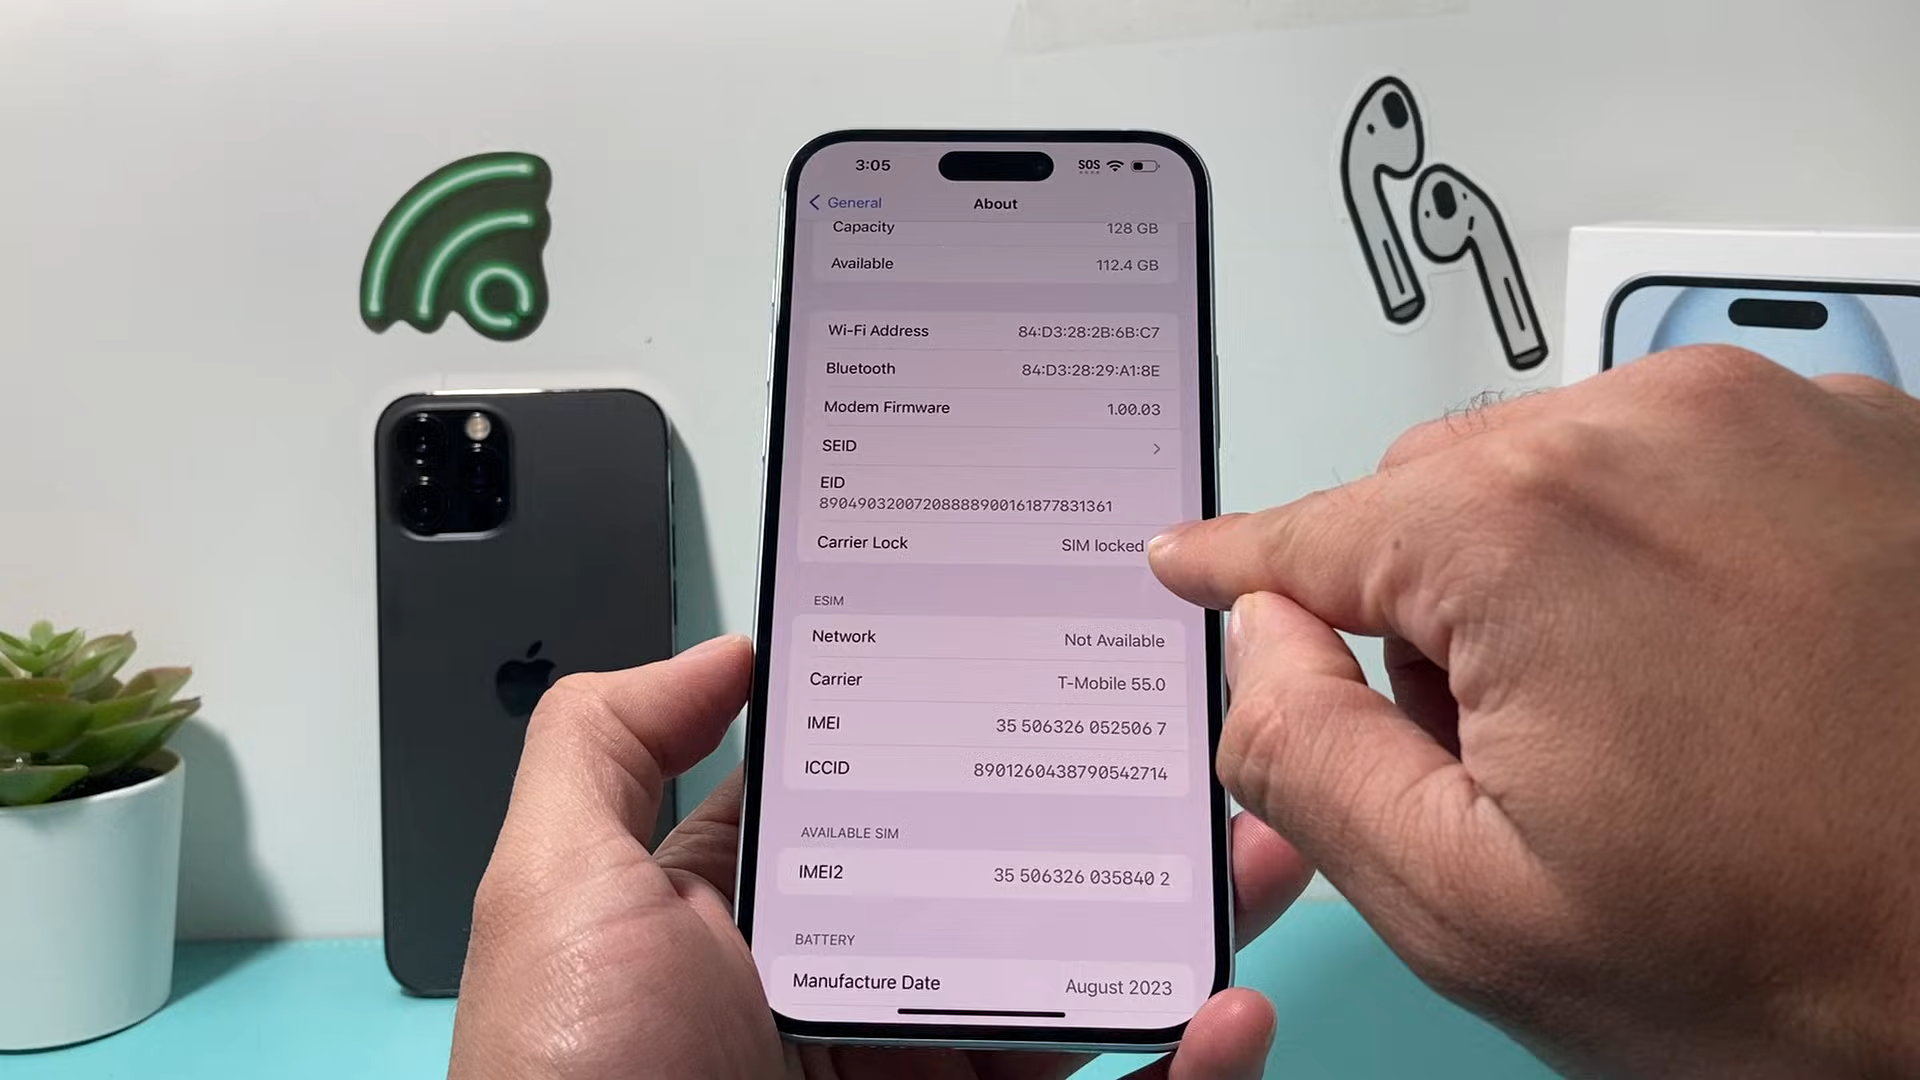 3:05 SOS
General About
Capacity 128 GB
Available 112.4 GB
Wi-Fi Address 84:D3:28:2B:6B:C7
Bluetooth 84:D3:28:29:A1:8E
Modem Firmware 1.00.03
SEID
EID
89049032007208888900161877831361
Carrier Lock SIM locked
ESIM
Network Not Available
Carrier T-Mobile 55.0
IMEI 35 506326 052506 7
ICCID 8901260438790542714
AVAILABLE SIM
IMEI2 35 506326 035840 2
BATTERY
Manufacture Date August 2023